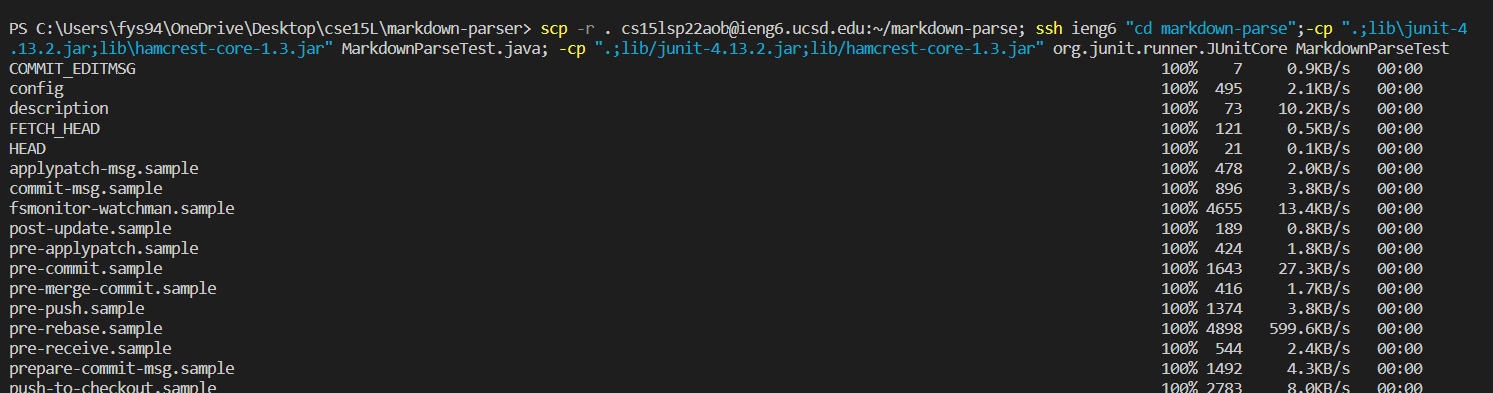 PS C:\Users\fys94\OneDrive\Desktop\cse15L\markdown-parser> scp -r . cs15lsp22aob@ieng6.ucsd.edu:~/markdown-parse; ssh ieng6 "cd markdown-parse";-cp ".;lib\junit-4
.13.2.jar;lib\hamcrest-core-1.3.jar" MarkdownParseTest.java; -cp ".;lib/junit-4.13.2.jar;lib/hamcrest-core-1.3.jar" org.junit.runner.JUnitCore MarkdownParseTest
COMMIT_EDITMSG 100% 7 0.9KB/s 00:00
config 100% 495 2.1KB/s 00:00
description 100% 73 10.2KB/s 00:00
FETCH_HEAD 100% 121 0.5KB/s 00:00
HEAD 100% 21 0.1KB/s 00:00
applypatch-msg.sample 100% 478 2.0KB/s 00:00
commit-msg.sample 100% 896 3.8KB/s 00:00
fsmonitor-watchman.sample 100% 4655 13.4KB/s 00:00
post-update.sample 100% 189 0.8KB/s 00:00
pre-applypatch.sample 100% 424 1.8KB/s 00:00
pre-commit.sample 100% 1643 27.3KB/s 00:00
pre-merge-commit.sample 100% 416 1.7KB/s 00:00
pre-push.sample 100% 1374 3.8KB/s 00:00
pre-rebase.sample 100% 4898 599.6KB/s 00:00
pre-receive.sample 100% 544 2.4KB/s 00:00
prepare-commit-msg.sample 100% 1492 4.3KB/s 00:00
push-to-checkout.sample 100% 2783 8.0KB/s 00:00